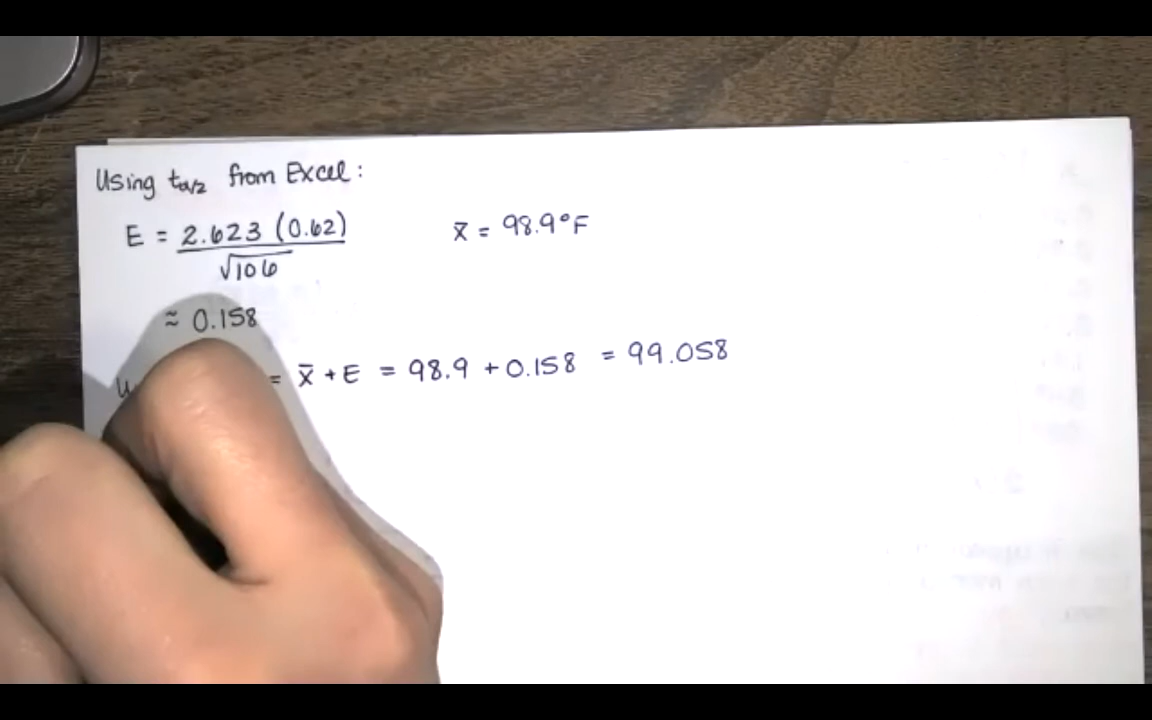 Using tα/2 from Excel:
E = 2.623 (0.62) / √106
x̄ = 98.9°F
≈ 0.158
= x̄ + E = 98.9 + 0.158 = 99.058